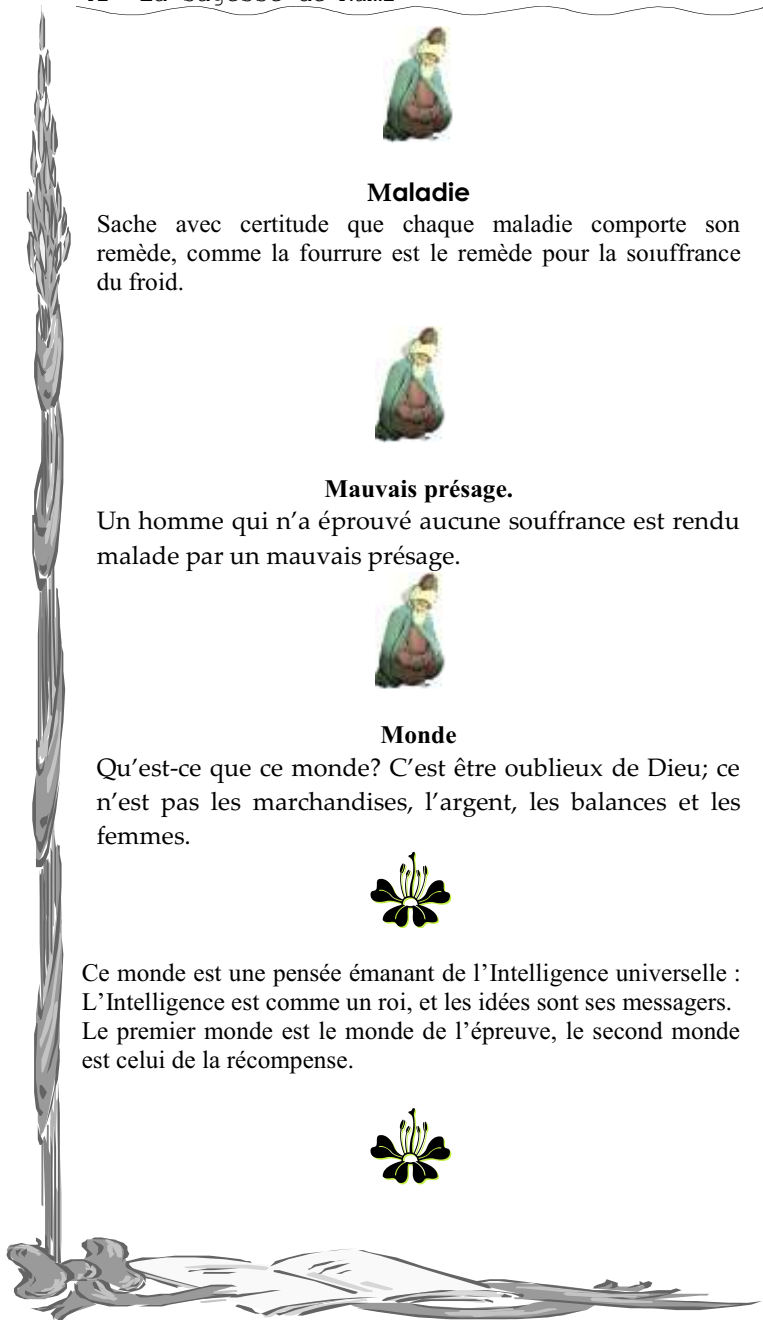 La Sagesse de Rûmî
Maladie
Sache avec certitude que chaque maladie comporte son
remède, comme la fourrure est le remède pour la soıuffrance
du froid.
Mauvais présage.
Un homme qui n’a éprouvé aucune souffrance est rendu
malade par un mauvais présage.
Monde
Qu’est-ce que ce monde? C’est être oublieux de Dieu; ce
n’est pas les marchandises, l’argent, les balances et les
femmes.
Ce monde est une pensée émanant de l’Intelligence universelle :
L’Intelligence est comme un roi, et les idées sont ses messagers.
Le premier monde est le monde de l’épreuve, le second monde
est celui de la récompense.